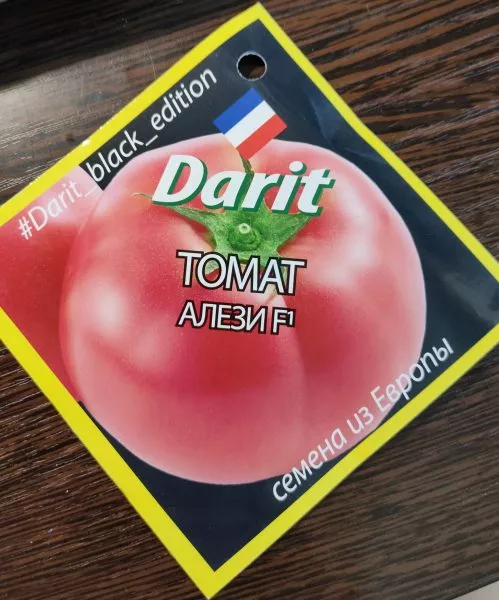 #Darit_black_edition
Darit
ТОМАТ
АЛЕЗИ F¹
семена из Европы